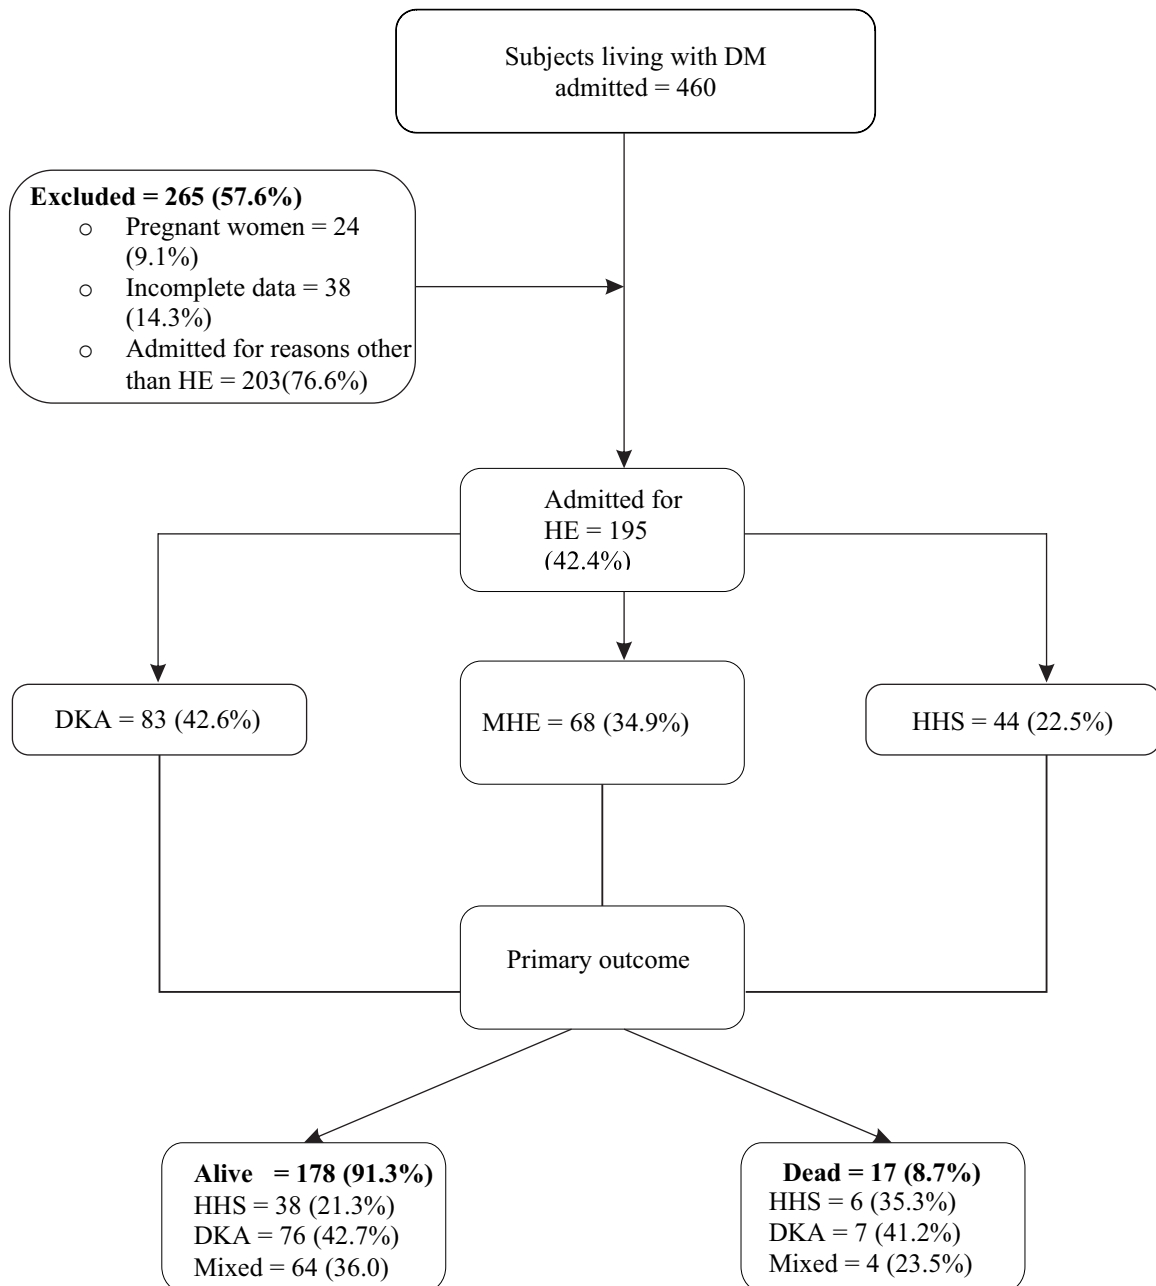 Subjects living with DM
admitted = 460
Excluded = 265 (57.6%)
o Pregnant women = 24
(9.1%)
o Incomplete data = 38
(14.3%)
o Admitted for reasons other
than HE = 203(76.6%)
Admitted for
HE = 195
(42.4%)
DKA = 83 (42.6%)
MHE = 68 (34.9%)
HHS = 44 (22.5%)
Primary outcome
Alive = 178 (91.3%)
HHS = 38 (21.3%)
DKA = 76 (42.7%)
Mixed = 64 (36.0)
Dead = 17 (8.7%)
HHS = 6 (35.3%)
DKA = 7 (41.2%)
Mixed = 4 (23.5%)